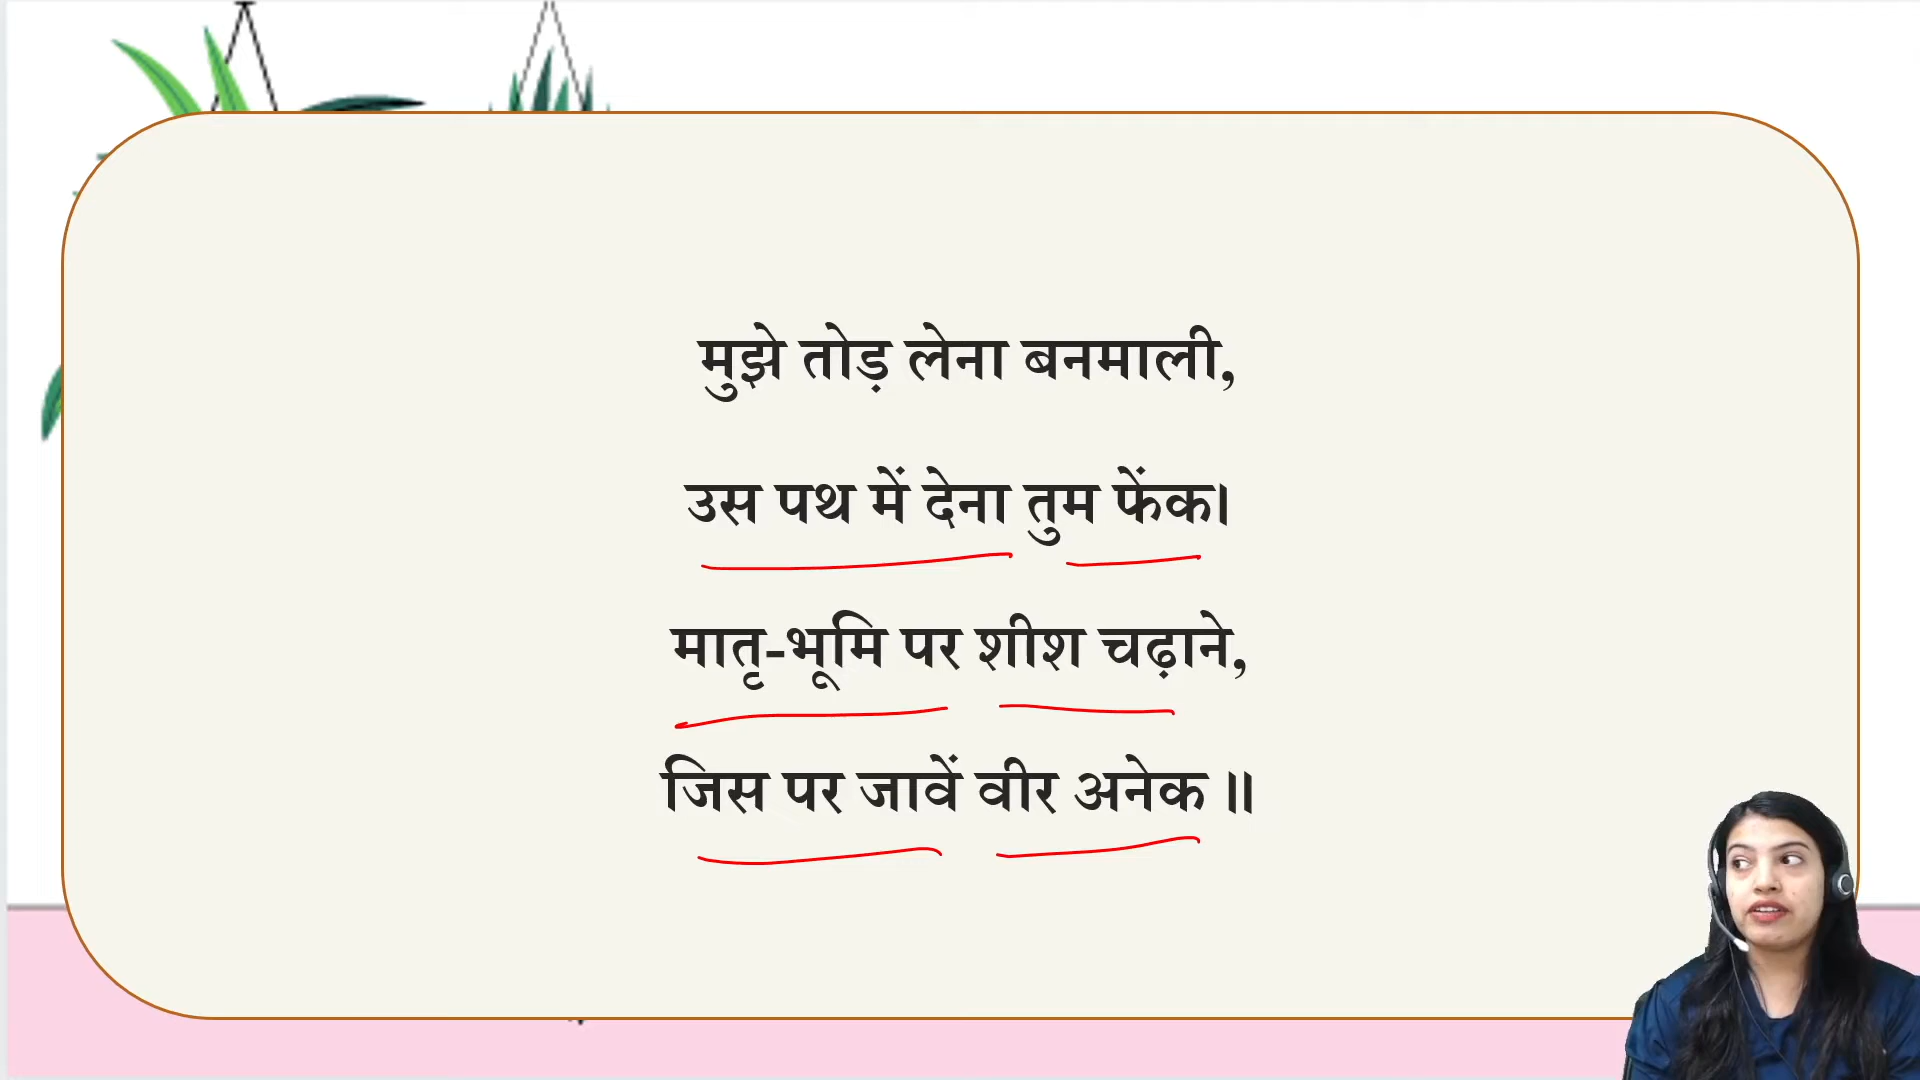 मुझे तोड़ लेना बनमाली,
उस पथ में देना तुम फेंक।
मातृ-भूमि पर शीश चढ़ाने,
जिस पर जावें वीर अनेक ॥